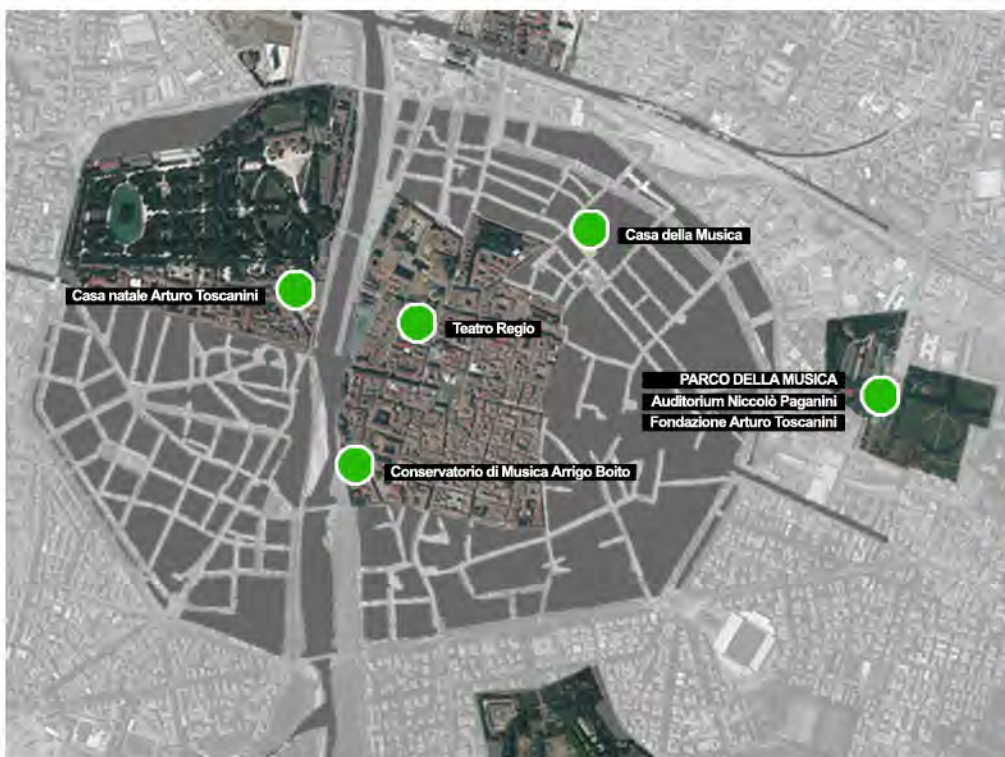 Casa della Musica
Casa natale Arturo Toscanini
Teatro Regio
PARCO DELLA MUSICA
Auditorium Niccolò Paganini
Fondazione Arturo Toscanini
Conservatorio di Musica Arrigo Boito